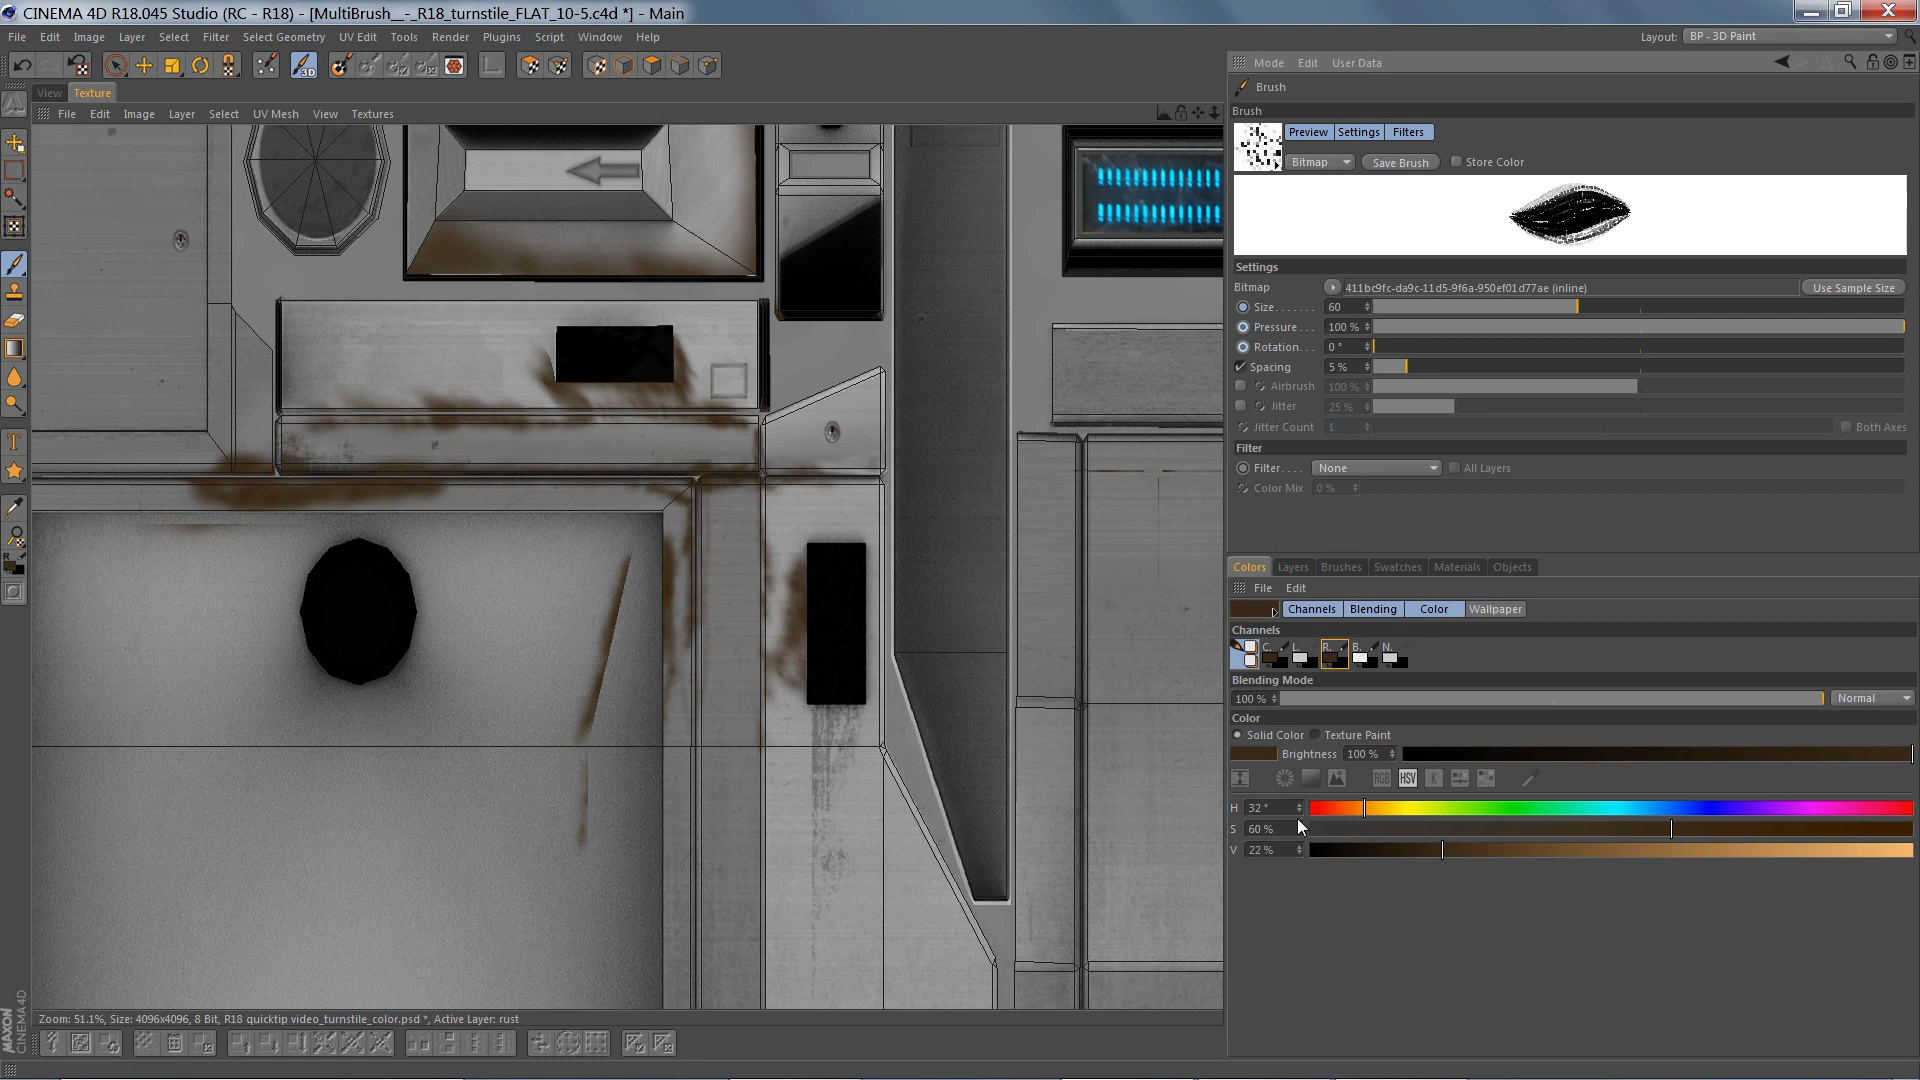 CINEMA 4D R18.045 Studio (RC - R18) - [MultiBrush__-_R18_turnstile_FLAT_10-5.c4d *] - Main
File Edit Image Layer Select Filter Select Geometry UV Edit Tools Render Plugins Script Window Help
Layout: BP - 3D Paint
3D
View Texture
File Edit Image Layer Select UV Mesh View Textures
Mode Edit User Data
Brush
Brush
Preview Settings Filters
Bitmap Save Brush Store Color
Settings
Bitmap 411bc9fc-da9c-11d5-9f6a-950ef01d77ae (inline) Use Sample Size
Size....... 60
Pressure... 100 %
Rotation... 0 °
Spacing 5 %
Airbrush 100 %
Jitter 25 %
Jitter Count 1 Both Axes
Filter
Filter.... None All Layers
Color Mix 0 %
Colors Layers Brushes Swatches Materials Objects
File Edit
Channels Blending Color Wallpaper
Channels
C. L. R. B. N.
Blending Mode
100 % Normal
Color
Solid Color Texture Paint
Brightness 100 %
RGB HSV K
H 32 °
S 60 %
V 22 %
T
R
Zoom: 51.1%, Size: 4096x4096, 8 Bit, R18 quicktip video_turnstile_color.psd *, Active Layer: rust
MAXON
CINEMA 4D